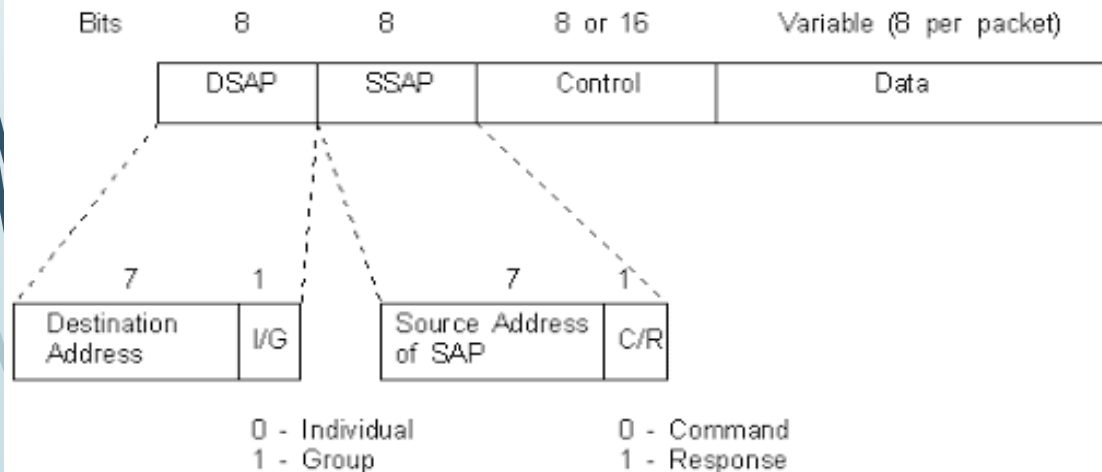 Bits 8 8 8 or 16 Variable (8 per packet)
DSAP SSAP Control Data
7 1 7 1
Destination Address I/G Source Address of SAP C/R
0 - Individual 0 - Command
1 - Group 1 - Response